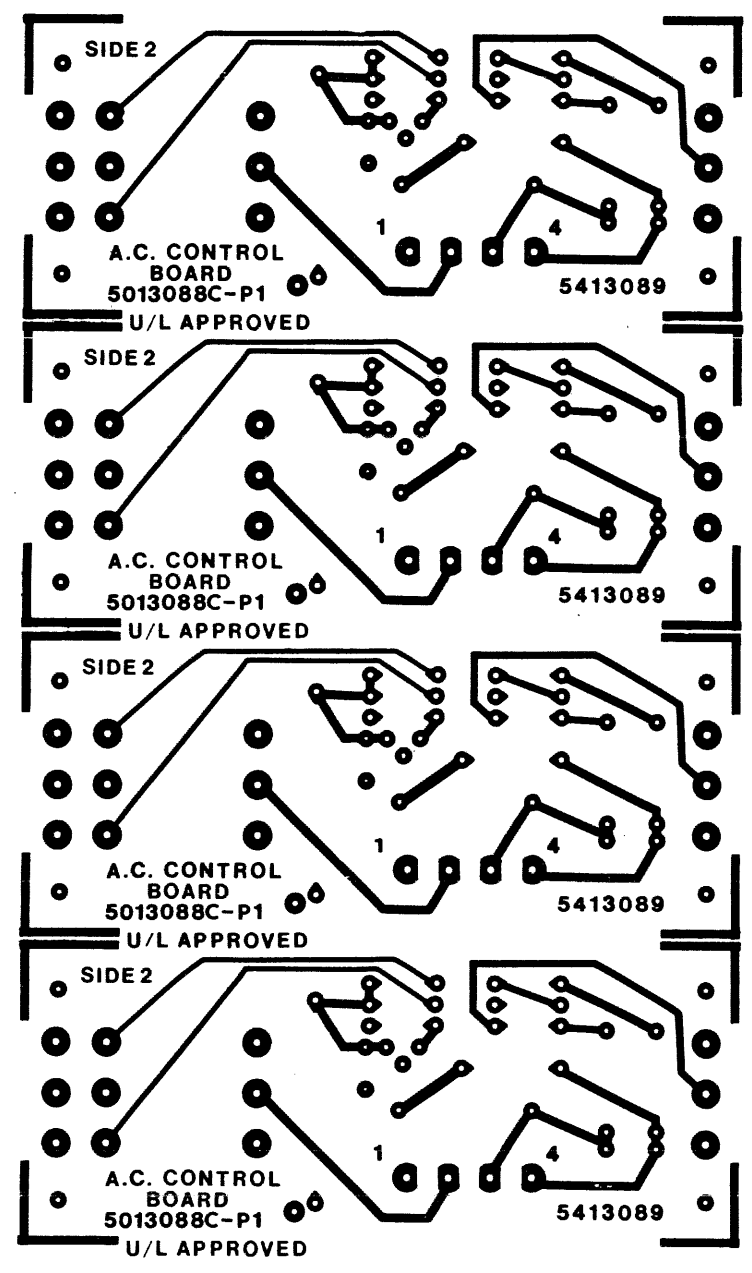 SIDE 2
1
4
A.C. CONTROL
BOARD
5013088C-P1
5413089
U/L APPROVED
SIDE 2
1
4
A.C. CONTROL
BOARD
5013088C-P1
5413089
U/L APPROVED
SIDE 2
1
4
A.C. CONTROL
BOARD
5013088C-P1
5413089
U/L APPROVED
SIDE 2
1
4
A.C. CONTROL
BOARD
5013088C-P1
5413089
U/L APPROVED